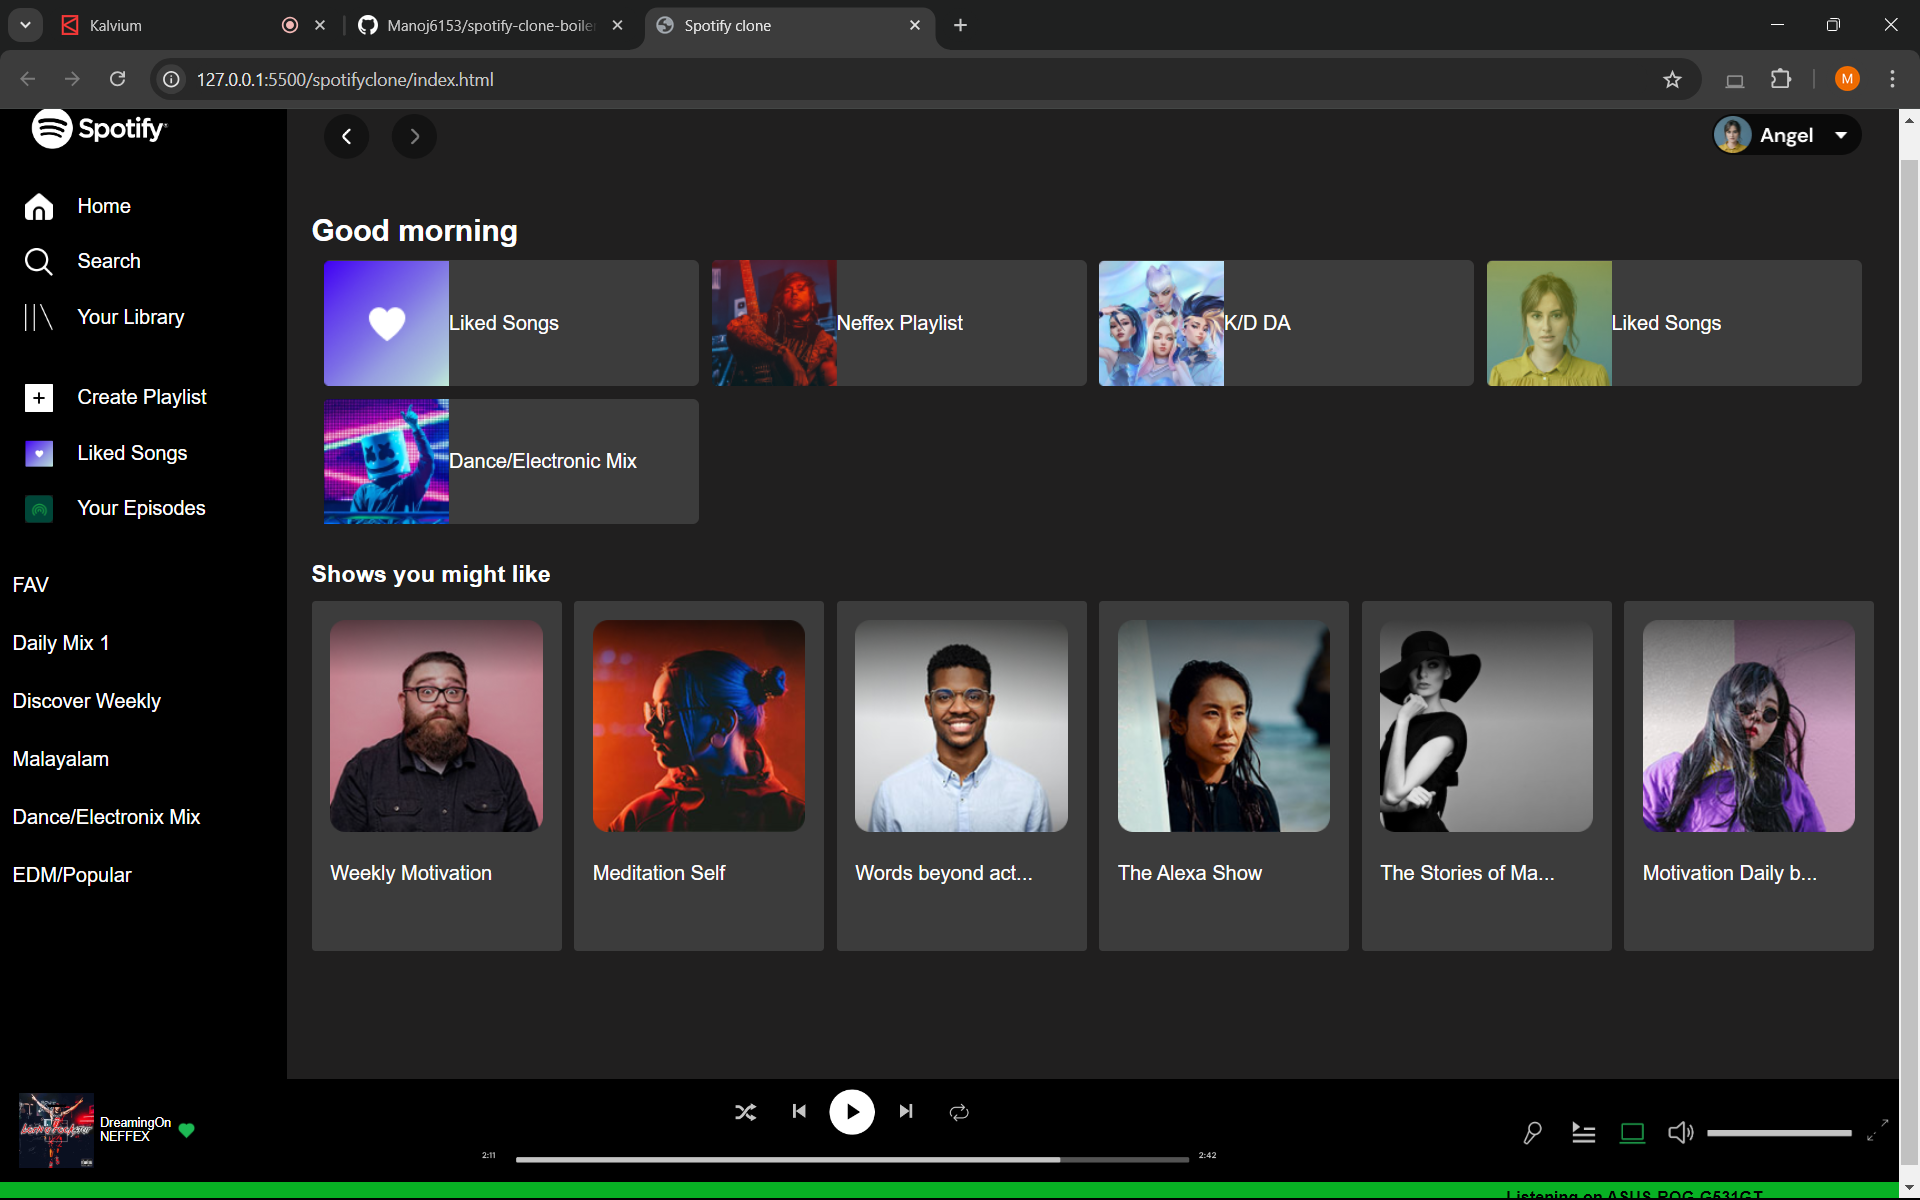 Kalvium
Manoj6153/spotify-clone-boile
Spotify clone
127.0.0.1:5500/spotifyclone/index.html
M
Spotify
Angel
Home
Search
Your Library
Create Playlist
Liked Songs
Your Episodes
FAV
Daily Mix 1
Discover Weekly
Malayalam
Dance/Electronix Mix
EDM/Popular
Good morning
Liked Songs
Neffex Playlist
K/D DA
Liked Songs
Dance/Electronic Mix
Shows you might like
Weekly Motivation
Meditation Self
Words beyond act...
The Alexa Show
The Stories of Ma...
Motivation Daily b...
DreamingOn
NEFFEX
2:11
2:42
Listening on ASUS ROG G531GT